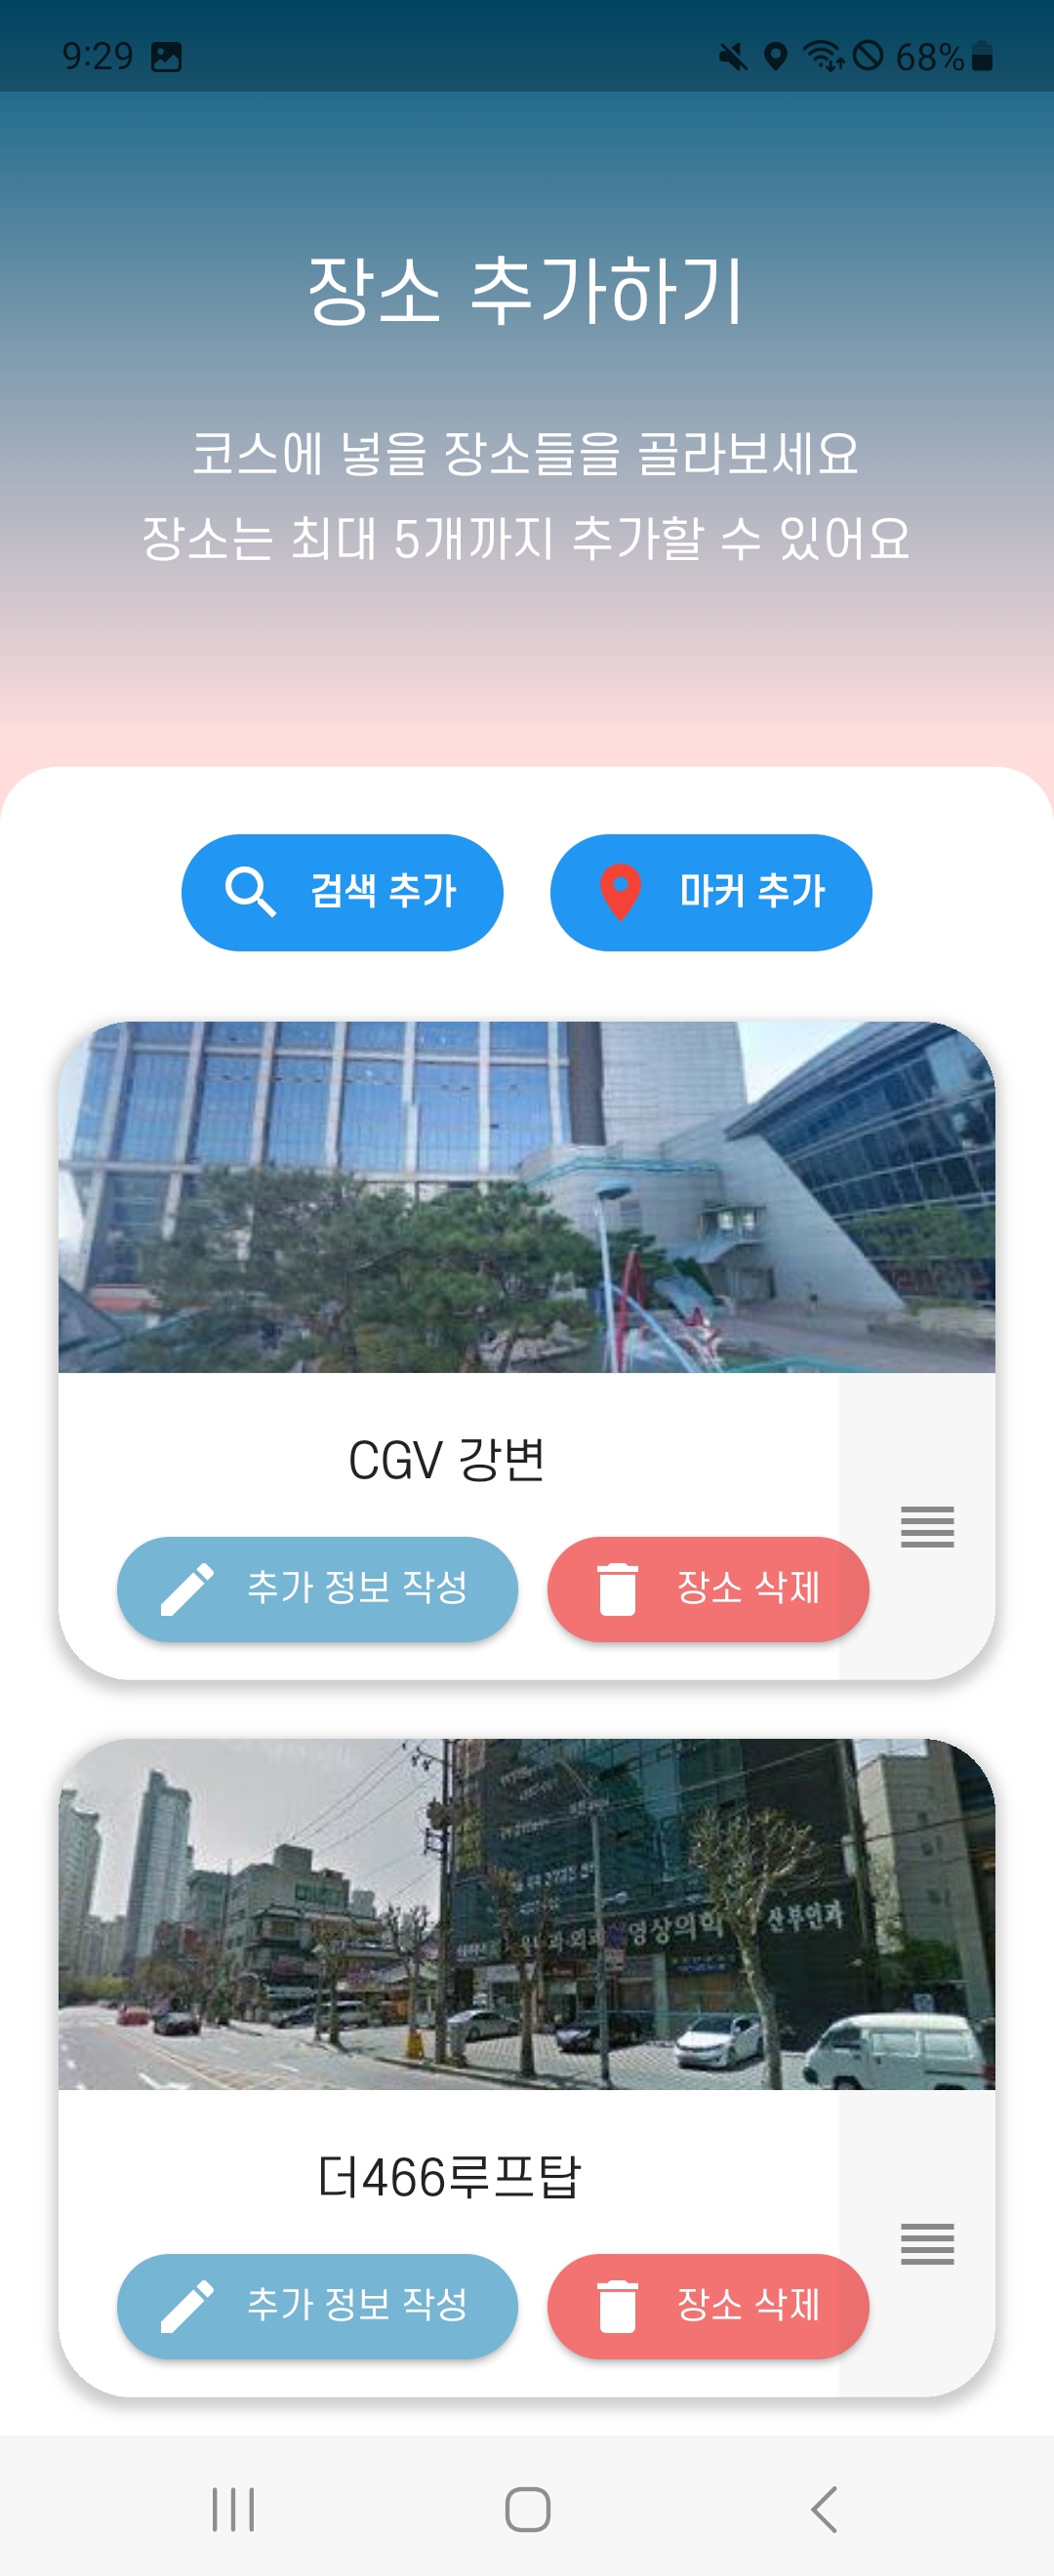 9:29
68%
장소 추가하기
코스에 넣을 장소들을 골라보세요
장소는 최대 5개까지 추가할 수 있어요
검색 추가
마커 추가
CGV 강변
추가 정보 작성
장소 삭제
영상의학
산부인과
더466루프탑
추가 정보 작성
장소 삭제